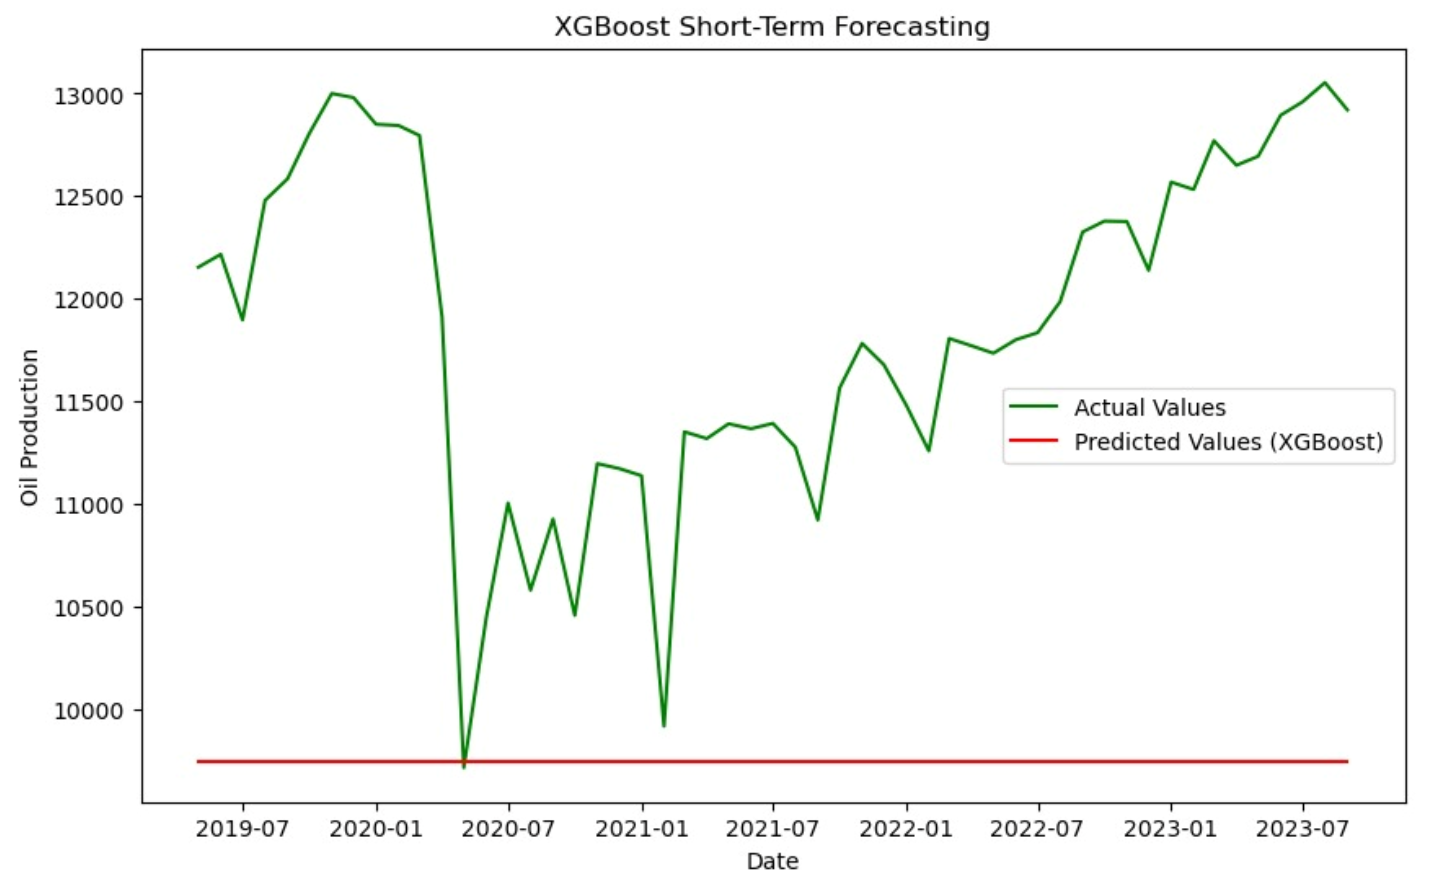 XGBoost Short-Term Forecasting
13000
12500
12000
11500
11000
10500
10000
Oil Production
Actual Values
Predicted Values (XGBoost)
2019-07 2020-01 2020-07 2021-01 2021-07 2022-01 2022-07 2023-01 2023-07
Date